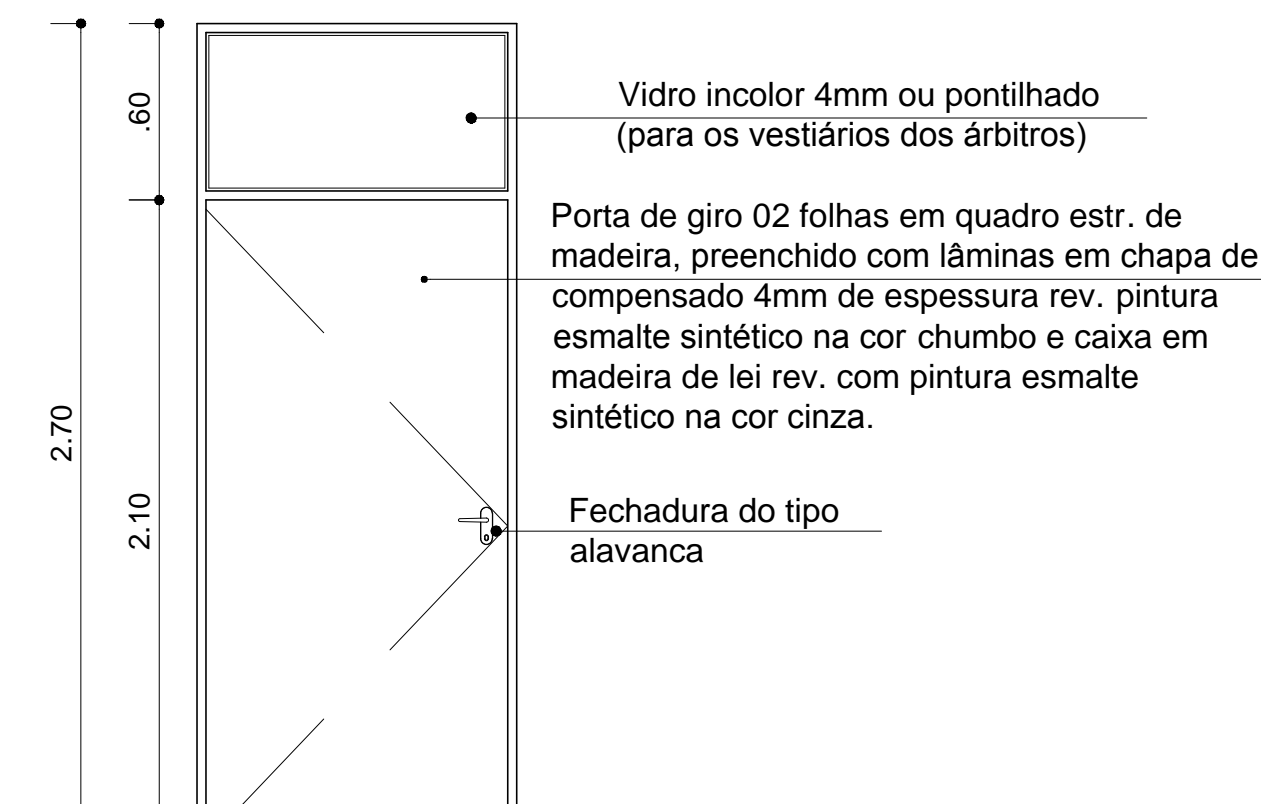 .60
Vidro incolor 4mm ou pontilhado
(para os vestiários dos árbitros)
Porta de giro 02 folhas em quadro estr. de
madeira, preenchido com lâminas em chapa de
compensado 4mm de espessura rev. pintura
esmalte sintético na cor chumbo e caixa em
madeira de lei rev. com pintura esmalte
sintético na cor cinza.
2.70
2.10
Fechadura do tipo
alavanca